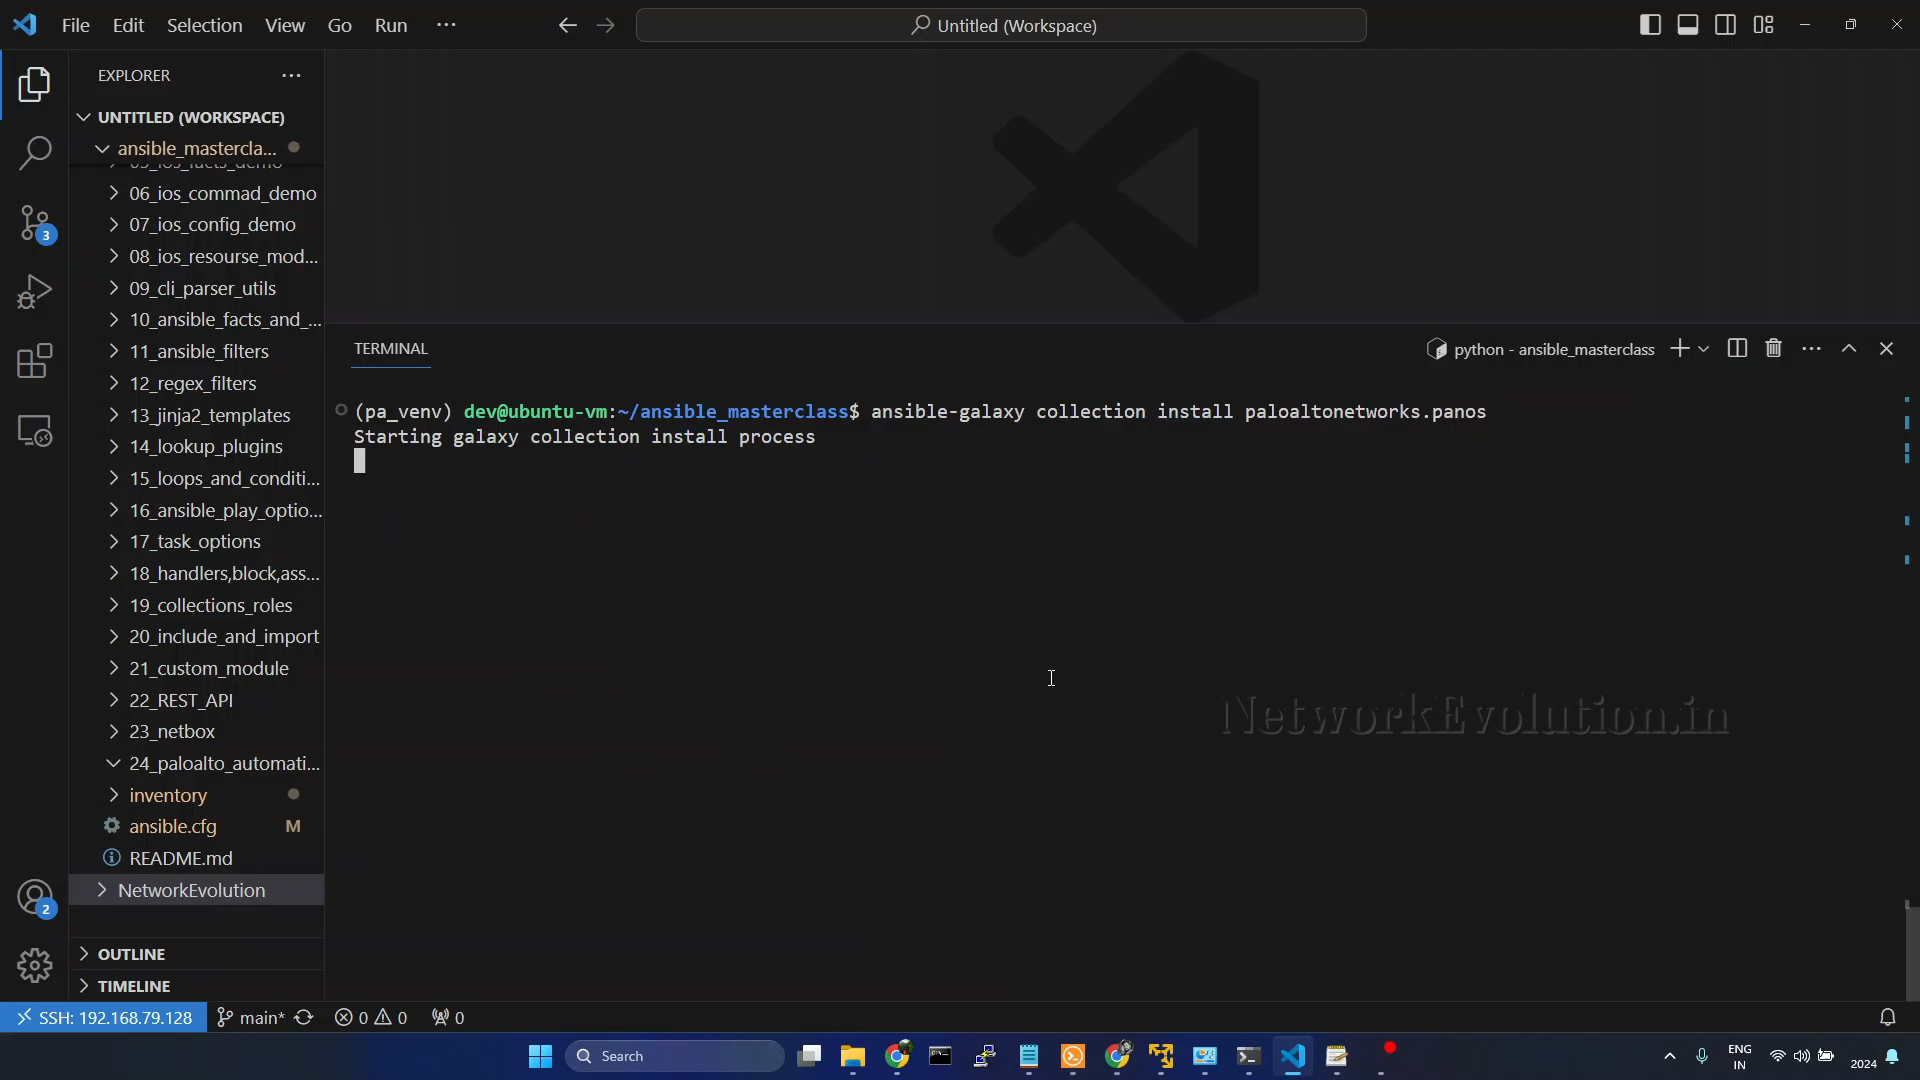 File Edit Selection View Go Run ···
Untitled (Workspace)
EXPLORER
UNTITLED (WORKSPACE)
ansible_mastercla...
05_ios_facts_demo
06_ios_commad_demo
07_ios_config_demo
08_ios_resourse_mod...
09_cli_parser_utils
10_ansible_facts_and_...
11_ansible_filters
12_regex_filters
13_jinja2_templates
14_lookup_plugins
15_loops_and_conditi...
16_ansible_play_optio...
17_task_options
18_handlers,block,ass...
19_collections_roles
20_include_and_import
21_custom_module
22_REST_API
23_netbox
24_paloalto_automati...
inventory
ansible.cfg M
README.md
NetworkEvolution
OUTLINE
TIMELINE
3
2
TERMINAL
python - ansible_masterclass
(pa_venv) dev@ubuntu-vm:~/ansible_masterclass$ ansible-galaxy collection install paloaltonetworks.panos
Starting galaxy collection install process
NetworkEvolution.in
SSH: 192.168.79.128 main* 0 0 0
Search
ENG
IN
2024